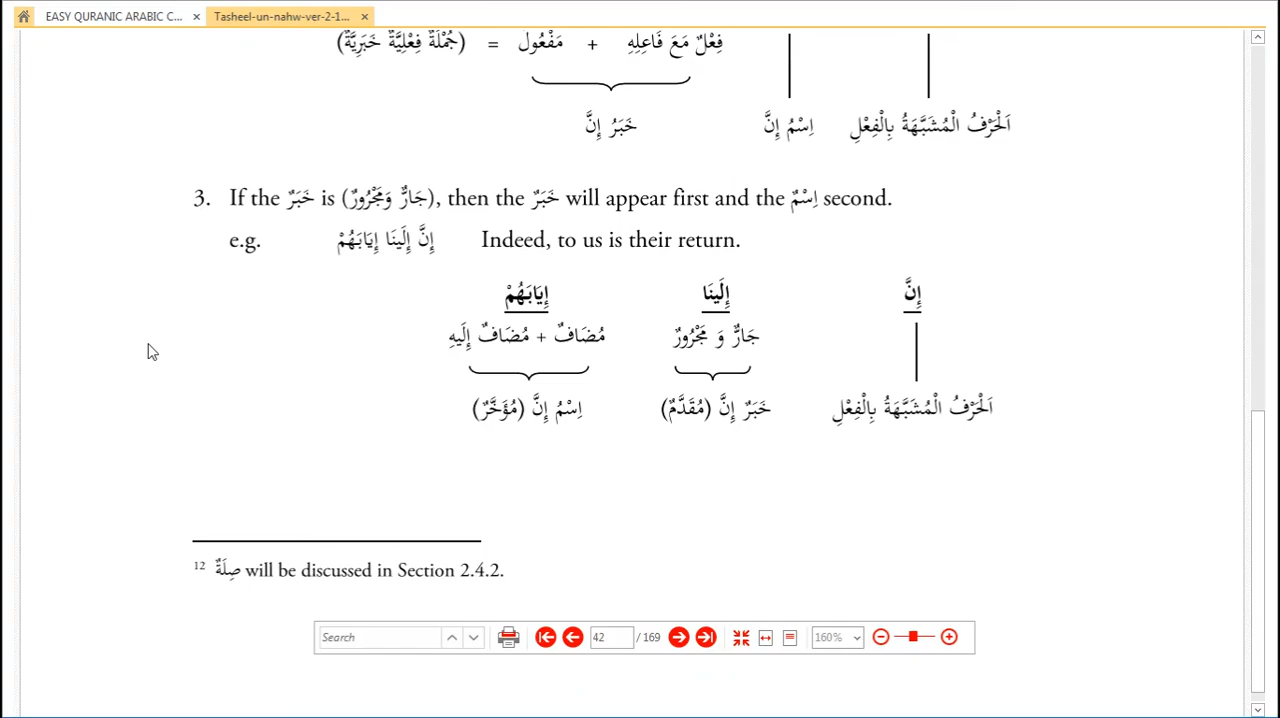 EASY QURANIC ARABIC C... × Tasheel-un-nahw-ver-2-1... ×
فِعْلٌ مَعَ فَاعِلِهِ + مَفْعُولٌ = (جُمْلَةٌ فِعْلِيَّةٌ خَبَرِيَّةٌ)
اَلْحَرْفُ الْمُشَبَّهَةُ بِالْفِعْلِ اِسْمُ إِنَّ خَبَرُ إِنَّ
3. If the خَبَرٌ is (جَارٌّ وَمَجْرُورٌ), then the خَبَرٌ will appear first and the اِسْمٌ second.
e.g. إِنَّ إِلَينَا إِيَابَهُمْ Indeed, to us is their return.
إِنَّ إِلَينَا إِيَابَهُمْ
جَارٌّ وَ مَجْرُورٌ مُضَافٌ + مُضَافٌ إِلَيهِ
اَلْحَرْفُ الْمُشَبَّهَةُ بِالْفِعْلِ خَبَرٌ إِنَّ (مُقَدَّمٌ) اِسْمُ إِنَّ (مُؤَخَّرٌ)
12 صِلَةٌ will be discussed in Section 2.4.2.
Search 42 / 169 160%